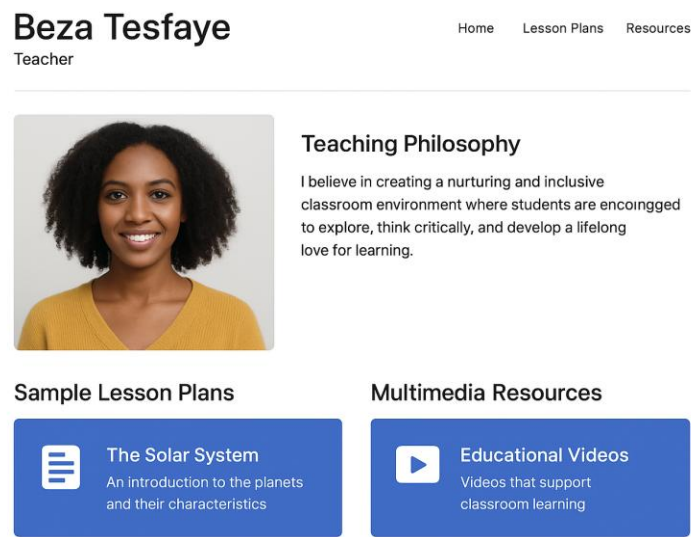 Beza Tesfaye
Teacher
Home Lesson Plans Resources
Teaching Philosophy
I believe in creating a nurturing and inclusive
classroom environment where students are encoıngged
to explore, think critically, and develop a lifelong
love for learning.
Sample Lesson Plans
The Solar System
An introduction to the planets
and their characteristics
Multimedia Resources
Educational Videos
Videos that support
classroom learning